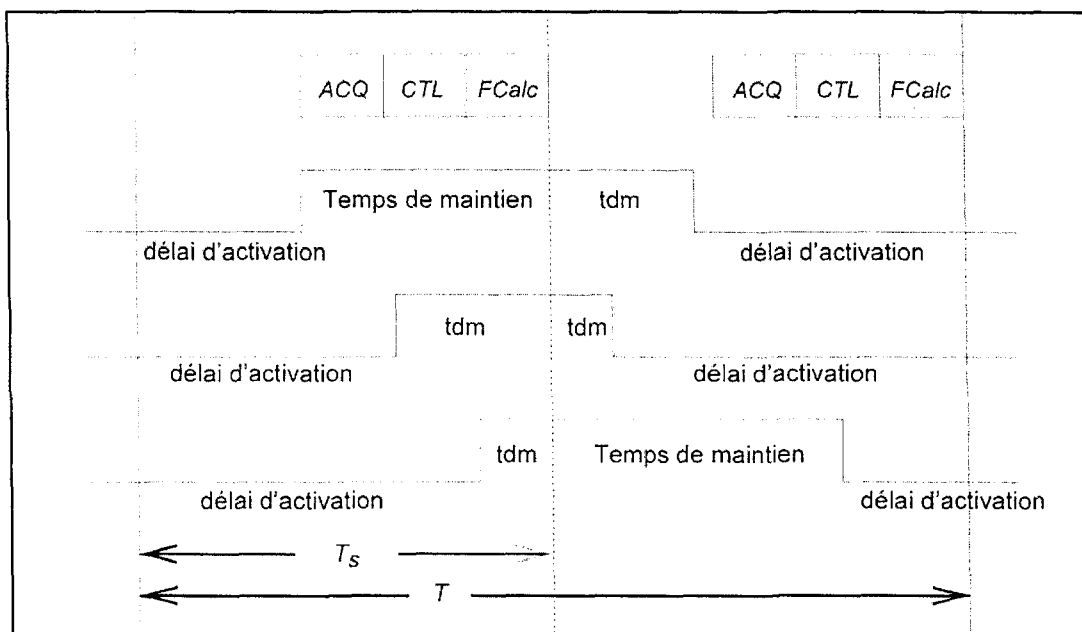 ACQ CTL FCalc ACQ CTL FCalc
Temps de maintien tdm
délai d'activation délai d'activation
tdm tdm
délai d'activation délai d'activation
tdm Temps de maintien
délai d'activation délai d'activation
Ts
T